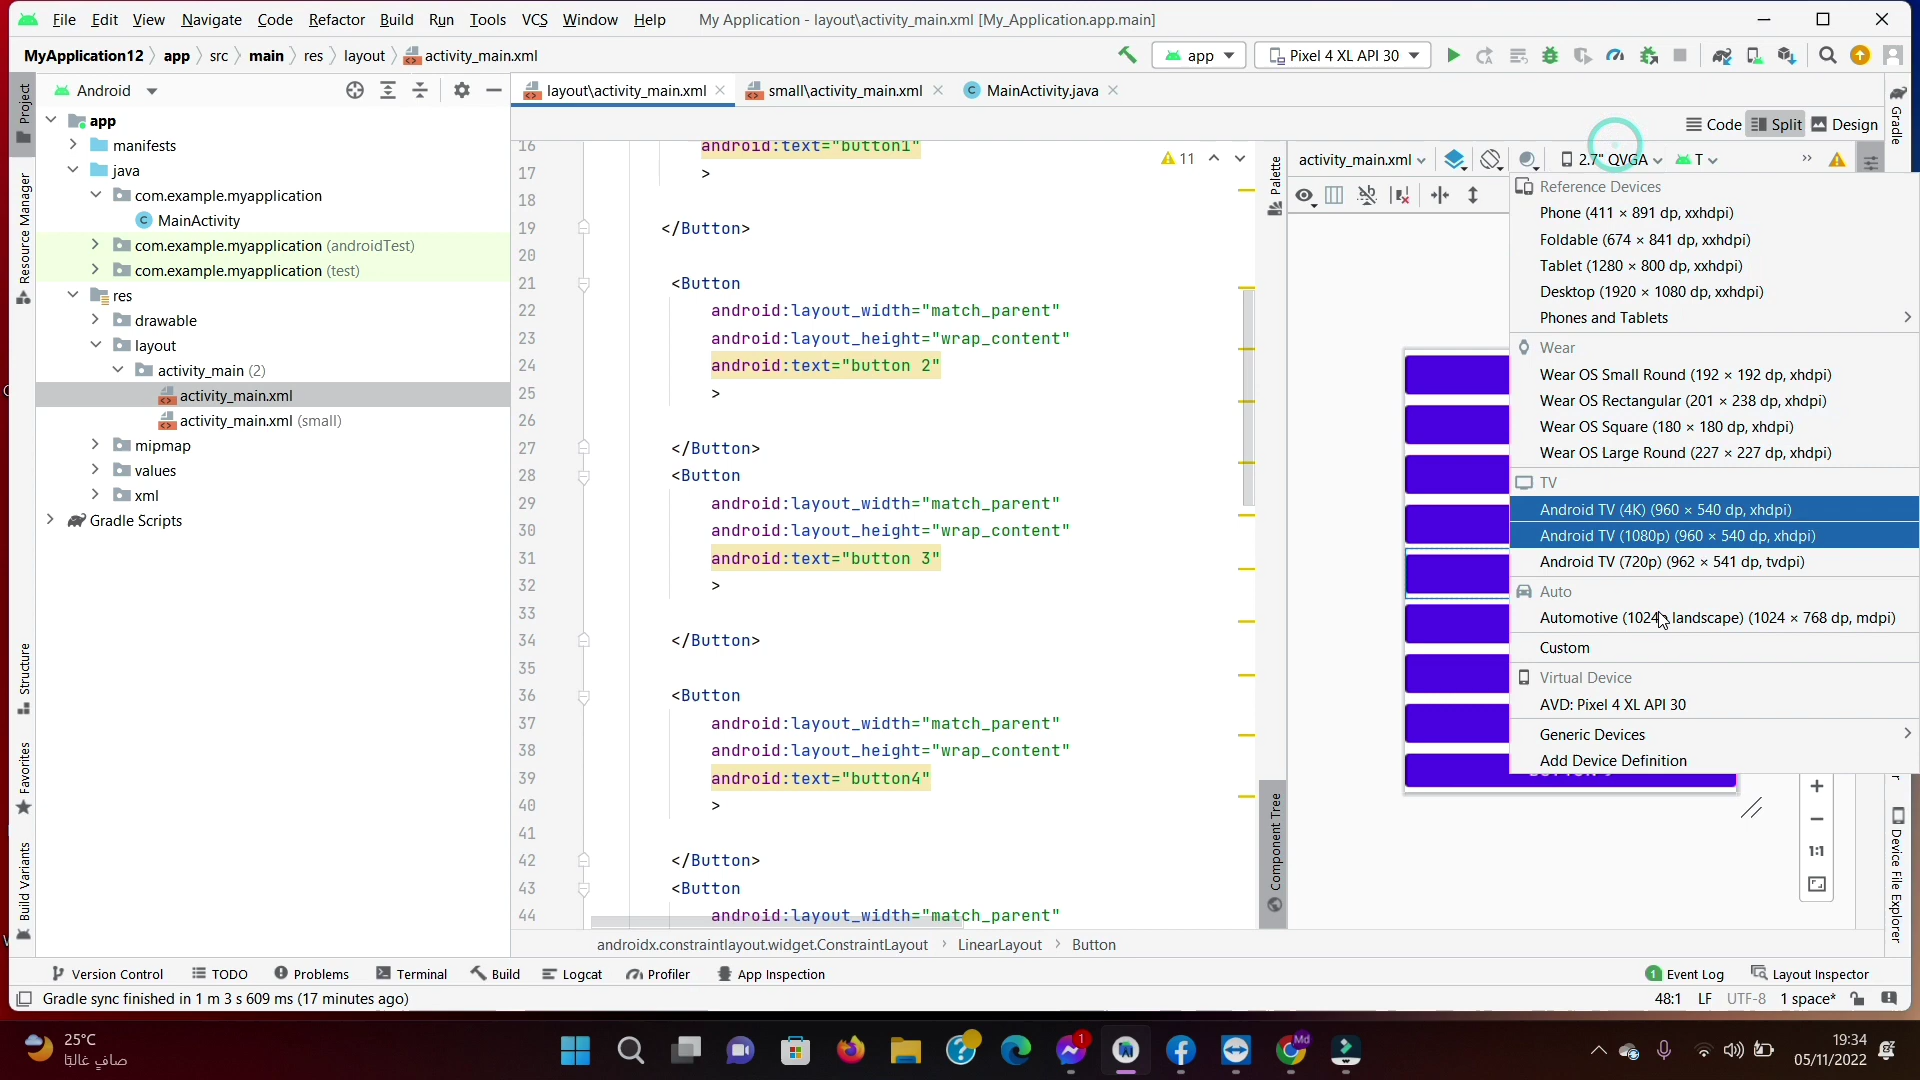 File Edit View Navigate Code Refactor Build Run Tools VCS Window Help My Application - layout\activity_main.xml [My_Application.app.main]
MyApplication12 app src main res layout activity_main.xml app Pixel 4 XL API 30
Android layout\activity_main.xml small\activity_main.xml MainActivity.java
Code Split Design
Project
Resource Manager
Structure
Favorites
Build Variants
app
manifests
java
com.example.myapplication
MainActivity
com.example.myapplication (androidTest)
com.example.myapplication (test)
res
drawable
layout
activity_main (2)
activity_main.xml
activity_main.xml (small)
mipmap
values
xml
Gradle Scripts
16 android:text="button1"
17 >
18
19 </Button>
20
21 <Button
22 android:layout_width="match_parent"
23 android:layout_height="wrap_content"
24 android:text="button 2"
25 >
26
27 </Button>
28 <Button
29 android:layout_width="match_parent"
30 android:layout_height="wrap_content"
31 android:text="button 3"
32 >
33
34 </Button>
35
36 <Button
37 android:layout_width="match_parent"
38 android:layout_height="wrap_content"
39 android:text="button4"
40 >
41
42 </Button>
43 <Button
44 android:layout_width="match_parent"
11
Palette
Component Tree
activity_main.xml 2.7" QVGA T
Reference Devices
Phone (411 × 891 dp, xxhdpi)
Foldable (674 × 841 dp, xxhdpi)
Tablet (1280 × 800 dp, xxhdpi)
Desktop (1920 × 1080 dp, xxhdpi)
Phones and Tablets
Wear
Wear OS Small Round (192 × 192 dp, xhdpi)
Wear OS Rectangular (201 × 238 dp, xhdpi)
Wear OS Square (180 × 180 dp, xhdpi)
Wear OS Large Round (227 × 227 dp, xhdpi)
TV
Android TV (4K) (960 × 540 dp, xhdpi)
Android TV (1080p) (960 × 540 dp, xhdpi)
Android TV (720p) (962 × 541 dp, tvdpi)
Auto
Automotive (1024p landscape) (1024 × 768 dp, mdpi)
Custom
Virtual Device
AVD: Pixel 4 XL API 30
Generic Devices
Add Device Definition
1:1
Gradle
Device File Explorer
androidx.constraintlayout.widget.ConstraintLayout LinearLayout Button
Version Control TODO Problems Terminal Build Logcat Profiler App Inspection 1 Event Log Layout Inspector
Gradle sync finished in 1 m 3 s 609 ms (17 minutes ago) 48:1 LF UTF-8 1 space*
25°C
صافٍ غالبًا
1
Md
19:34
05/11/2022